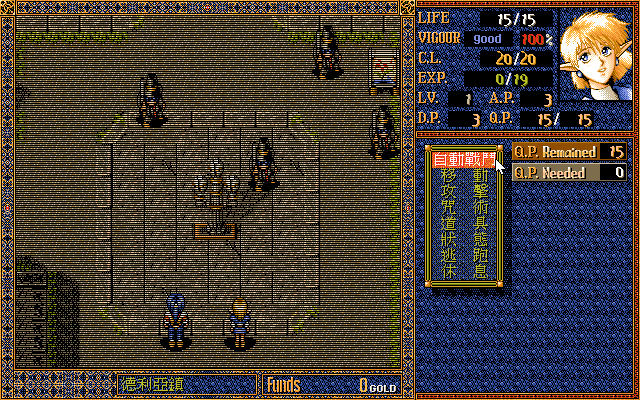 LIFE 15/15
VIGOUR good 100%
C.L. 20/20
EXP. 0/19
LV. 1 A.P. 3
D.P. 3 Q.P. 15/ 15
自動戰鬥
移動
攻擊
咒術
道具
狀態
逃跑
休息
Q.P. Remained 15
Q.P. Needed 0
德利亞鎮
Funds 0 GOLD